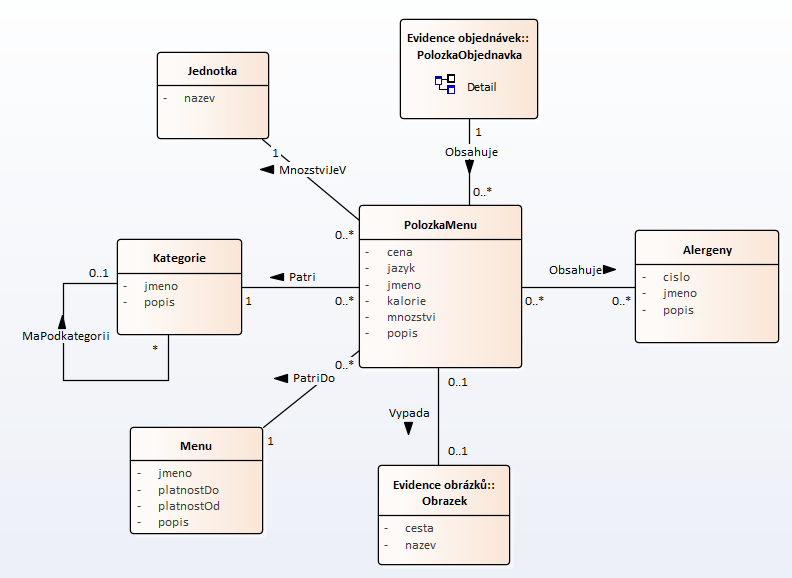 Evidence objednávek::
PolozkaObjednavka
Detail
Jednotka
- nazev
1
Obsahuje
0..*
1
MnozstviJeV
0..*
PolozkaMenu
- cena
- jazyk
- jmeno
- kalorie
- mnozstvi
- popis
Kategorie
- jmeno
- popis
0..1
MaPodkategorii
*
Patri
1
0..*
Obsahuje
0..*
0..*
Alergeny
- cislo
- jmeno
- popis
0..*
PatriDo
1
Menu
- jmeno
- platnostDo
- platnostOd
- popis
0..1
Vypada
0..1
Evidence obrázků::
Obrazek
- cesta
- nazev